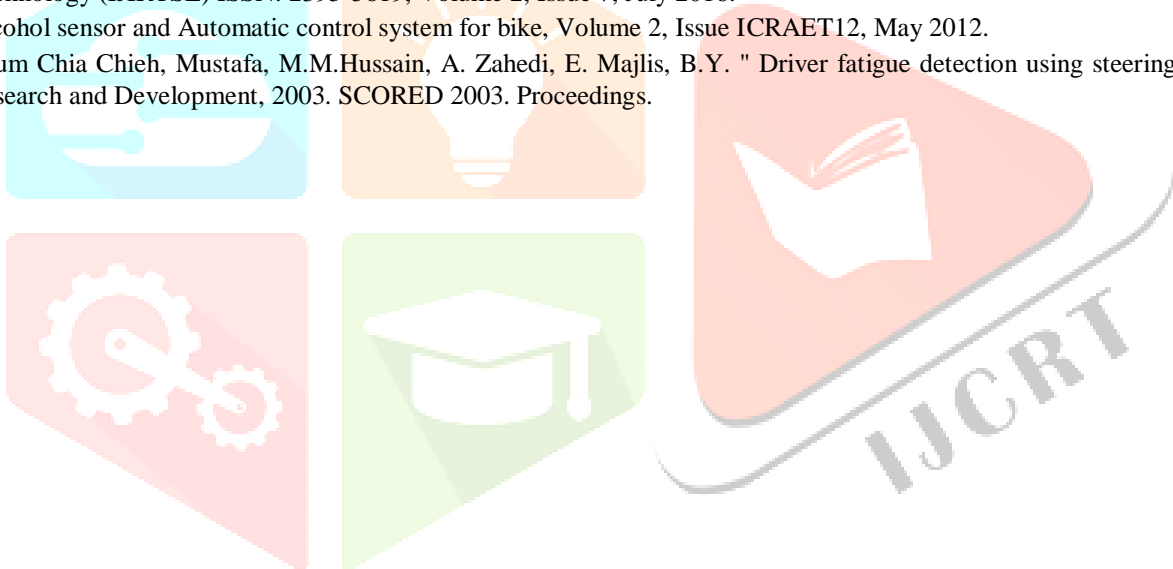 cohol sensor and Automatic control system for bike, Volume 2, Issue ICRAET12, May 2012.
um Chia Chieh, Mustafa, M.M.Hussain, A. Zahedi, E. Majlis, B.Y. " Driver fatigue detection using steering
search and Development, 2003. SCORED 2003. Proceedings.
IJCRT